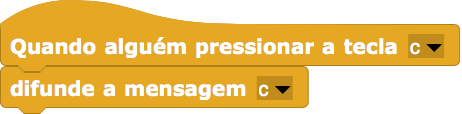 Quando alguém pressionar a tecla c
difunde a mensagem c